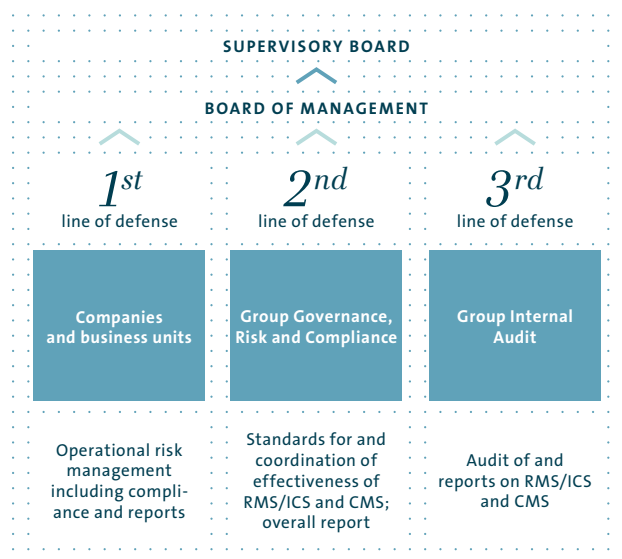 SUPERVISORY BOARD
BOARD OF MANAGEMENT
1st
line of defense
2nd
line of defense
3rd
line of defense
Companies
and business units
Group Governance,
Risk and Compliance
Group Internal
Audit
Operational risk
management
including compli-
ance and reports
Standards for and
coordination of
effectiveness of
RMS/ICS and CMS;
overall report
Audit of and
reports on RMS/ICS
and CMS